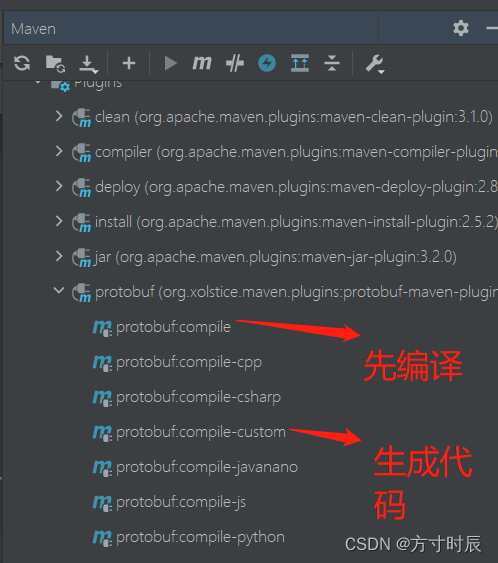 Maven
Plugins
clean (org.apache.maven.plugins:maven-clean-plugin:3.1.0)
compiler (org.apache.maven.plugins:maven-compiler-plugin
deploy (org.apache.maven.plugins:maven-deploy-plugin:2.8
install (org.apache.maven.plugins:maven-install-plugin:2.5.2)
jar (org.apache.maven.plugins:maven-jar-plugin:3.2.0)
protobuf (org.xolstice.maven.plugins:protobuf-maven-plugin
protobuf:compile
先编译
protobuf:compile-cpp
protobuf:compile-csharp
protobuf:compile-custom
生成代
码
protobuf:compile-javanano
protobuf:compile-js
protobuf:compile-python
CSDN @方寸时辰